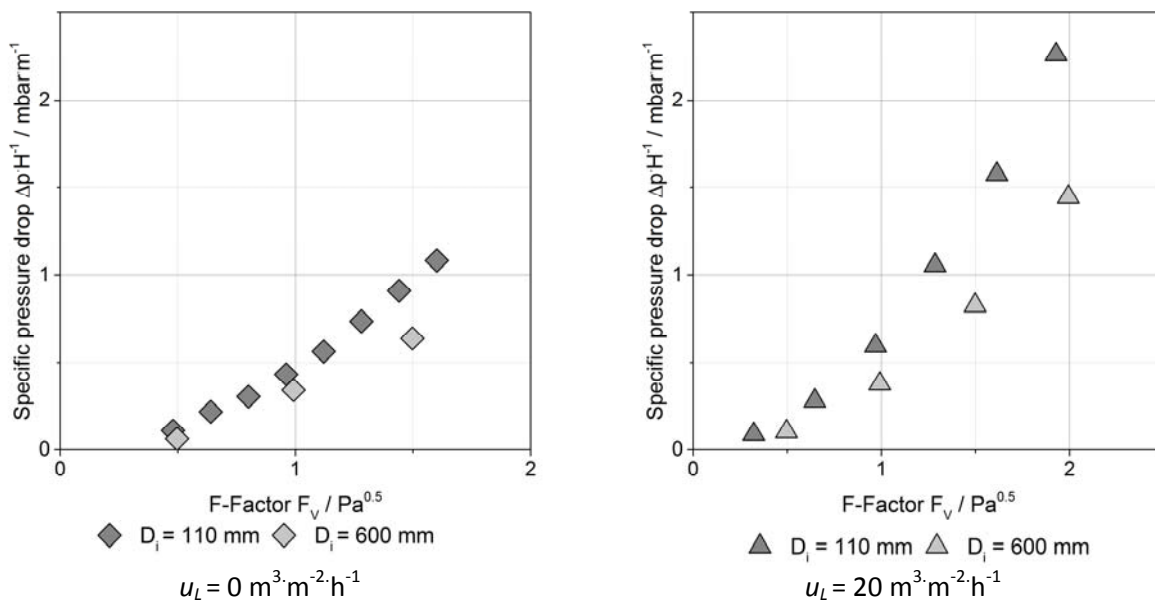 Specific pressure drop Δp·H⁻¹ / mbar·m⁻¹
2
1
0
0
1
2
F-Factor F_V / Pa^0.5
D_i = 110 mm D_i = 600 mm
u_L = 0 m³·m⁻²·h⁻¹
Specific pressure drop Δp·H⁻¹ / mbar·m⁻¹
2
1
0
0
1
2
F-Factor F_V / Pa^0.5
D_i = 110 mm D_i = 600 mm
u_L = 20 m³·m⁻²·h⁻¹